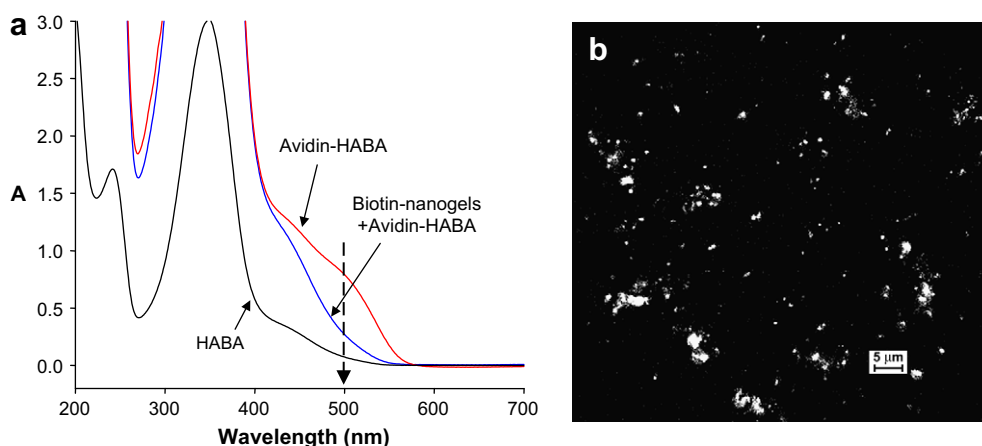 a
3.0
2.5
2.0
1.5
A
1.0
0.5
0.0
Avidin-HABA
Biotin-nanogels
+Avidin-HABA
HABA
200 300 400 500 600 700
Wavelength (nm)
b
5 μm